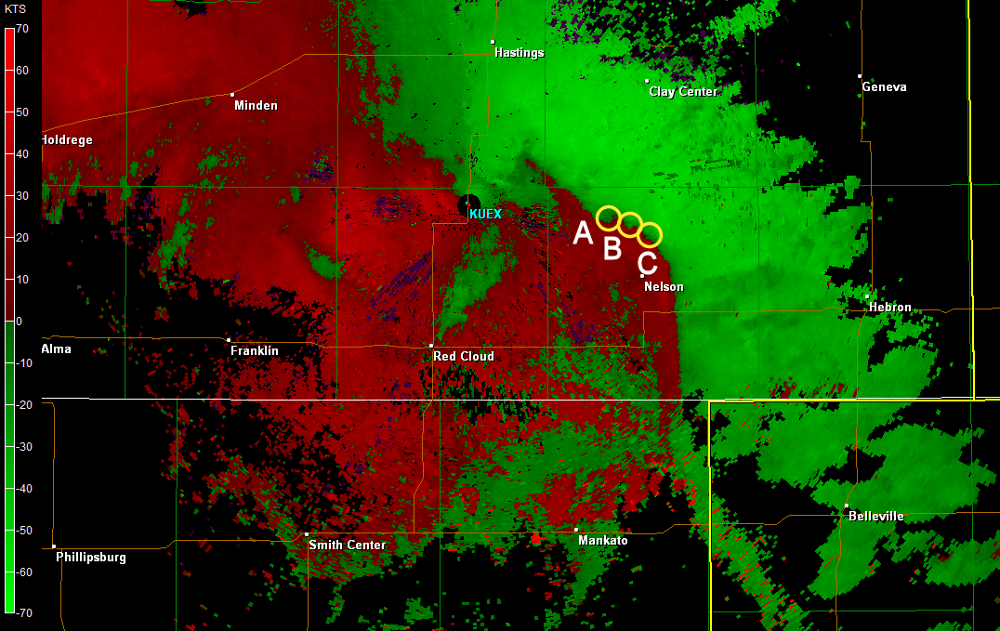 KTS
70
60
50
40
30
20
10
0
-10
-20
-30
-40
-50
-60
-70
Hastings
Clay Center
Geneva
Minden
Holdrege
KUEX
A
B
C
Nelson
Hebron
Alma
Franklin
Red Cloud
Belleville
Mankato
Smith Center
Phillipsburg